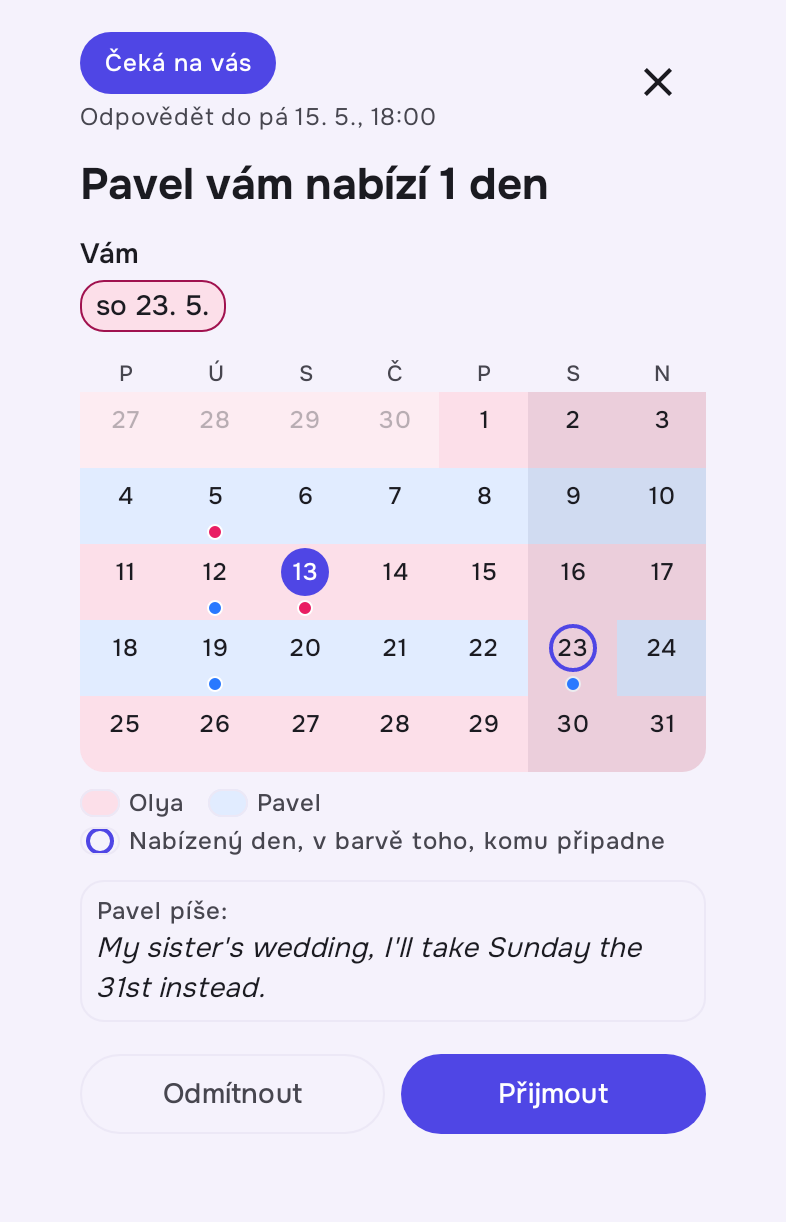 Čeká na vás
Odpovědět do pá 15. 5., 18:00
Pavel vám nabízí 1 den
Vám
so 23. 5.
P Ú S Č P S N
27 28 29 30 1 2 3
4 5 6 7 8 9 10
11 12 13 14 15 16 17
18 19 20 21 22 23 24
25 26 27 28 29 30 31
Olya Pavel
Nabízený den, v barvě toho, komu připadne
Pavel píše:
My sister's wedding, I'll take Sunday the
31st instead.
Odmítnout Přijmout